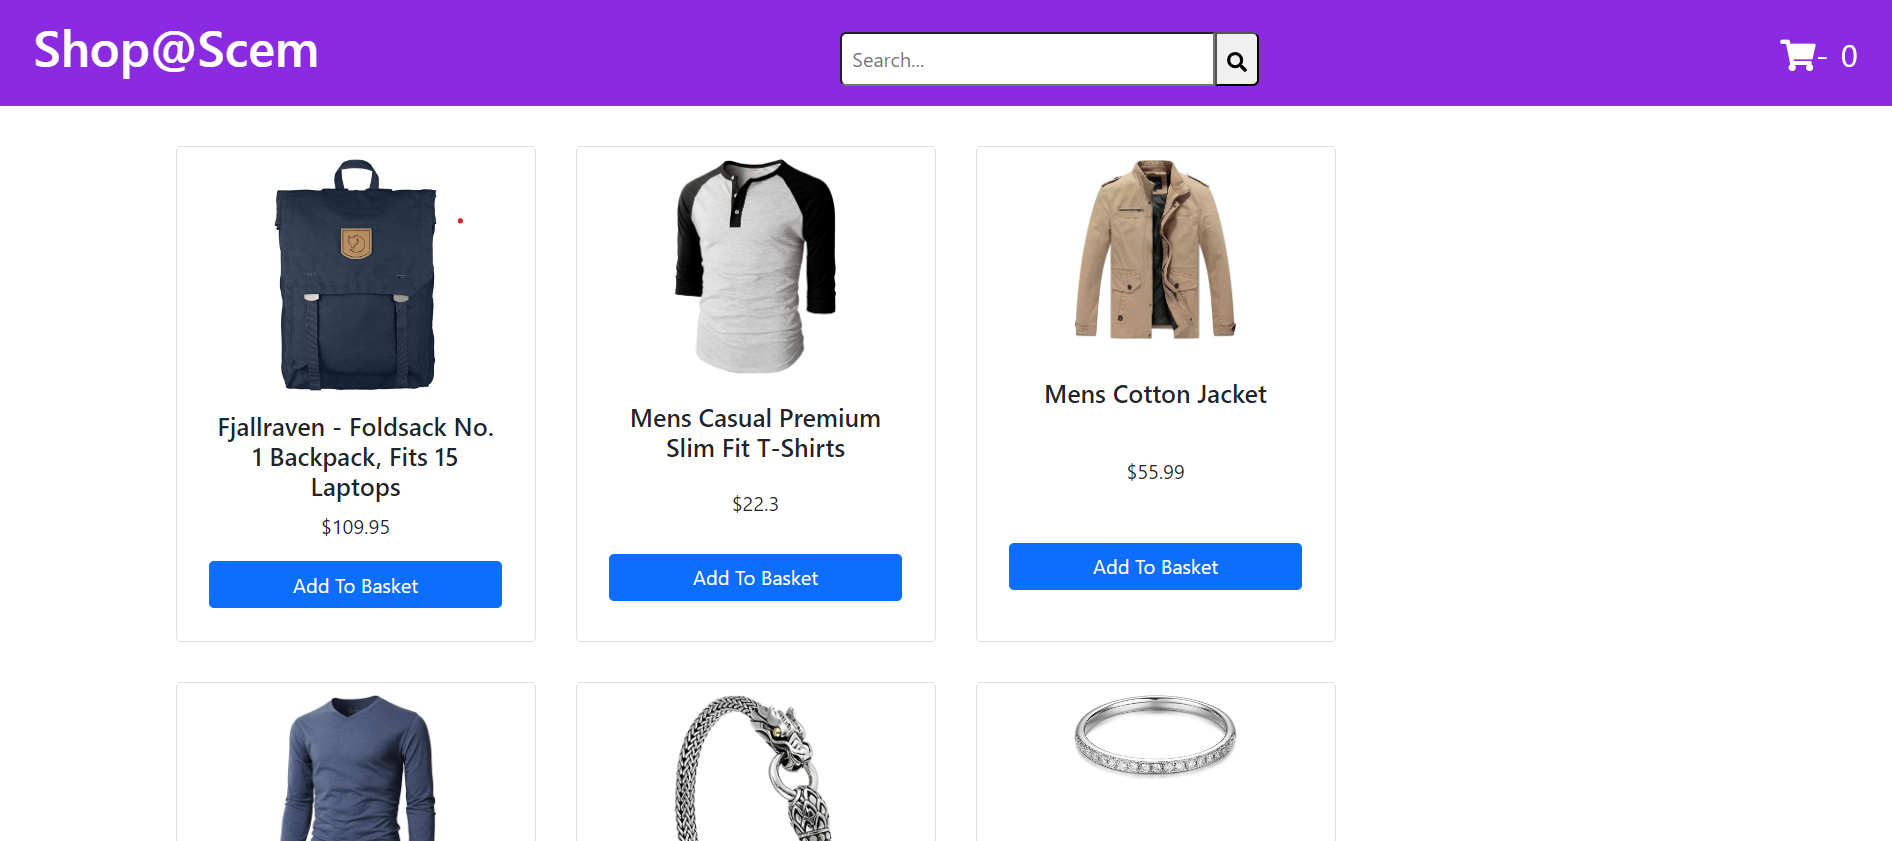 Shop@Scem
Search...
- 0
Fjallraven - Foldsack No.
1 Backpack, Fits 15
Laptops
$109.95
Add To Basket
Mens Casual Premium
Slim Fit T-Shirts
$22.3
Add To Basket
Mens Cotton Jacket
$55.99
Add To Basket